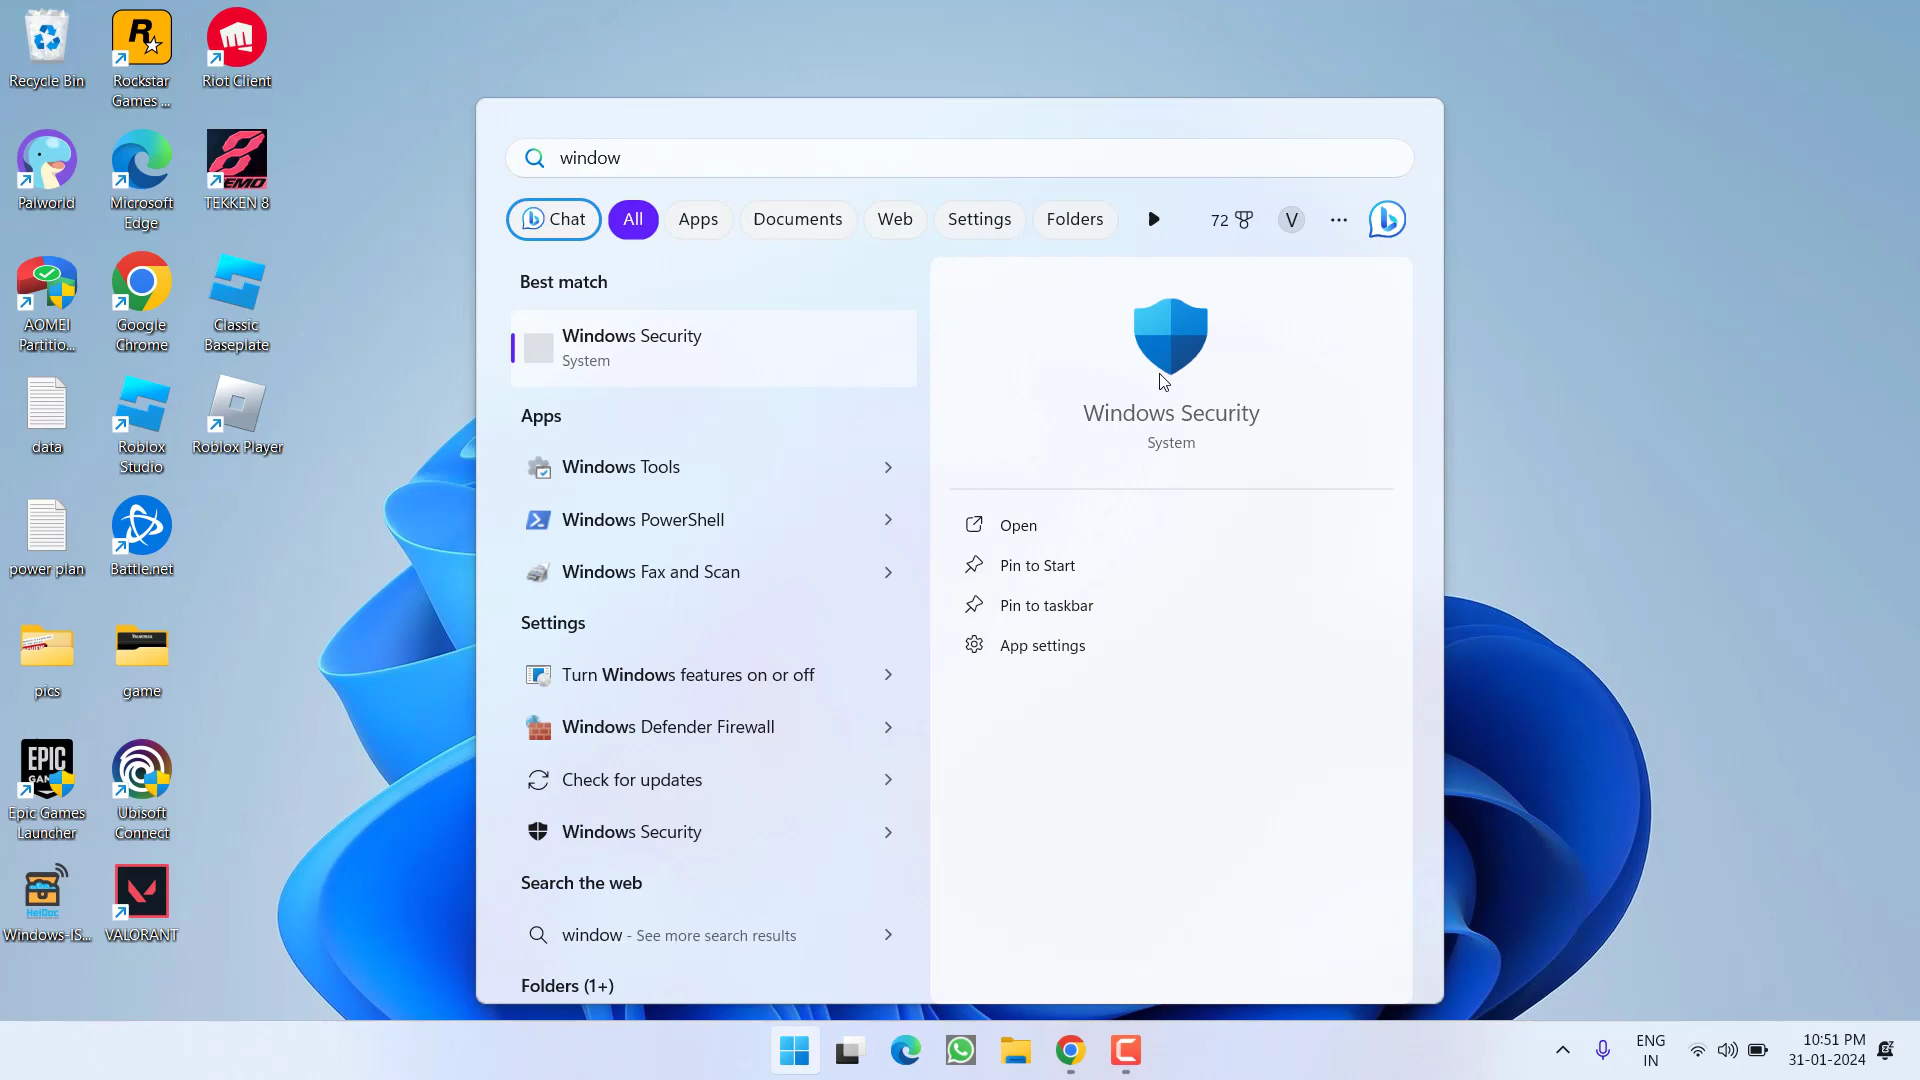 Recycle Bin
Rockstar
Games ...
Riot Client
Palworld
Microsoft
Edge
TEKKEN 8
AOMEI
Partitio...
Google
Chrome
Classic
Baseplate
data
Roblox
Studio
Roblox Player
power plan
Battle.net
pics
game
EPIC
Epic Games
Launcher
Ubisoft
Connect
HeiDoc
Windows-IS...
VALORANT
window
Chat
All
Apps
Documents
Web
Settings
Folders
72
V
Best match
Windows Security
System
Apps
Windows Tools
Windows PowerShell
Windows Fax and Scan
Settings
Turn Windows features on or off
Windows Defender Firewall
Check for updates
Windows Security
Search the web
window - See more search results
Folders (1+)
Windows Security
System
Open
Pin to Start
Pin to taskbar
App settings
ENG
IN
10:51 PM
31-01-2024